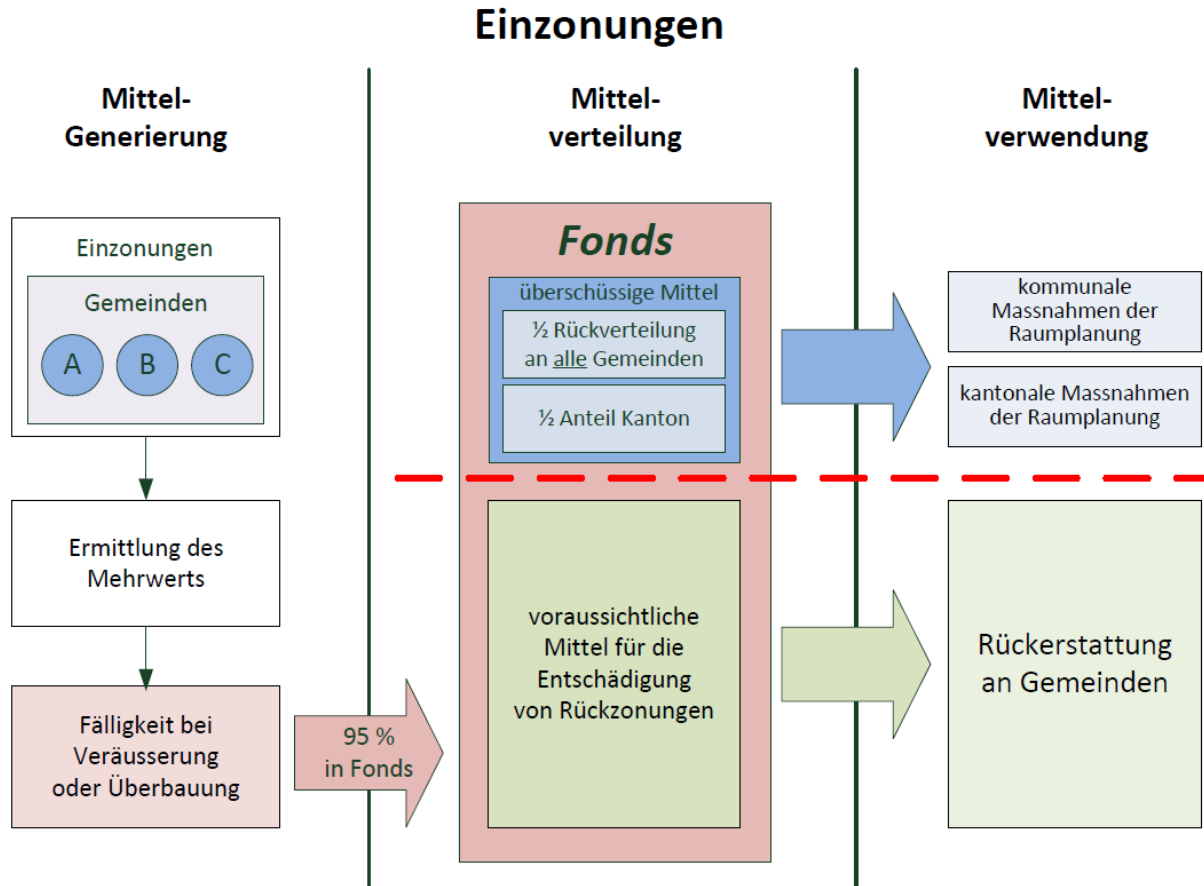 Einzonungen
Mittel-
Generierung
Mittel-
verteilung
Mittel-
verwendung
Einzonungen
Gemeinden
A
B
C
Ermittlung des
Mehrwerts
Fälligkeit bei
Veräusserung
oder Überbauung
95 %
in Fonds
Fonds
überschüssige Mittel
½ Rückverteilung
an alle Gemeinden
½ Anteil Kanton
voraussichtliche
Mittel für die
Entschädigung
von Rückzonungen
kommunale
Massnahmen der
Raumplanung
kantonale Massnahmen
der Raumplanung
Rückerstattung
an Gemeinden